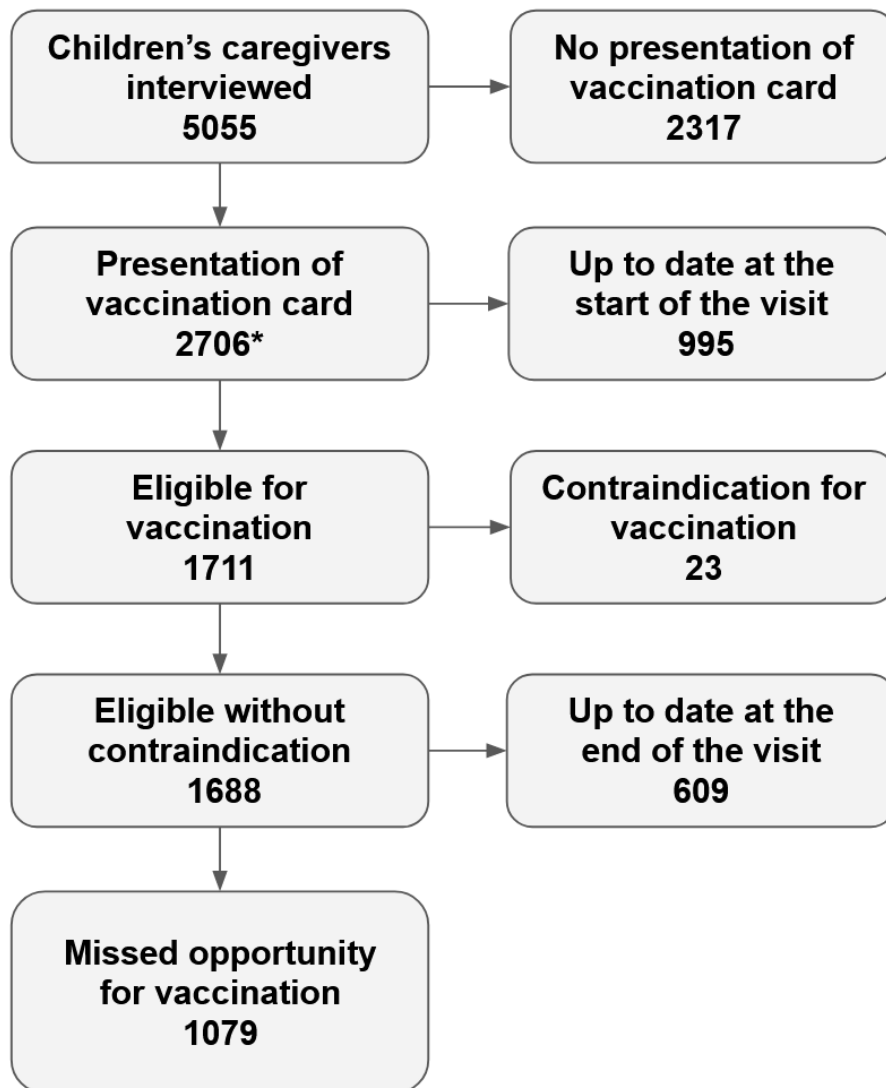 Children’s caregivers
interviewed
5055
No presentation of
vaccination card
2317
Presentation of
vaccination card
2706*
Up to date at the
start of the visit
995
Eligible for
vaccination
1711
Contraindication for
vaccination
23
Eligible without
contraindication
1688
Up to date at the
end of the visit
609
Missed opportunity
for vaccination
1079